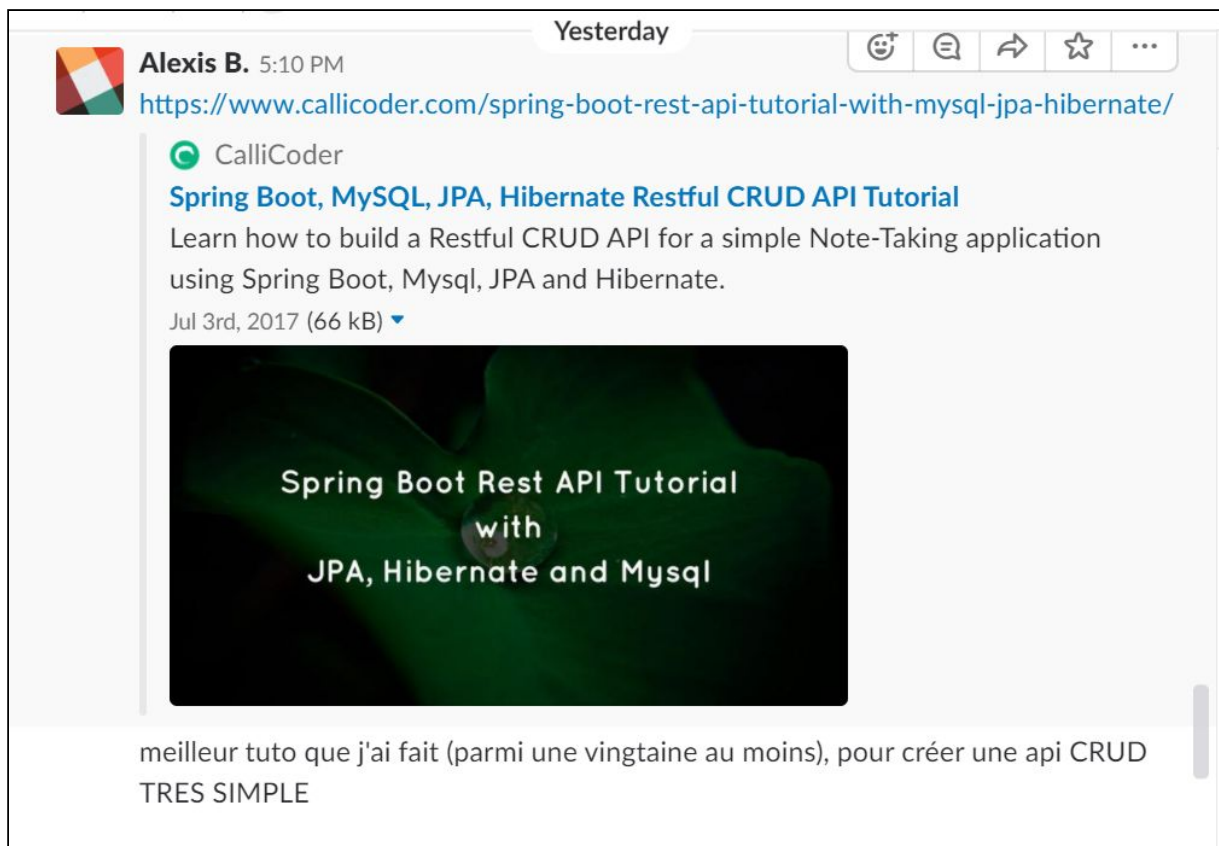 Yesterday
Alexis B. 5:10 PM
https://www.callicoder.com/spring-boot-rest-api-tutorial-with-mysql-jpa-hibernate/
CalliCoder
Spring Boot, MySQL, JPA, Hibernate Restful CRUD API Tutorial
Learn how to build a Restful CRUD API for a simple Note-Taking application
using Spring Boot, Mysql, JPA and Hibernate.
Jul 3rd, 2017 (66 kB)
Spring Boot Rest API Tutorial
with
JPA, Hibernate and Mysql
meilleur tuto que j'ai fait (parmi une vingtaine au moins), pour créer une api CRUD
TRES SIMPLE